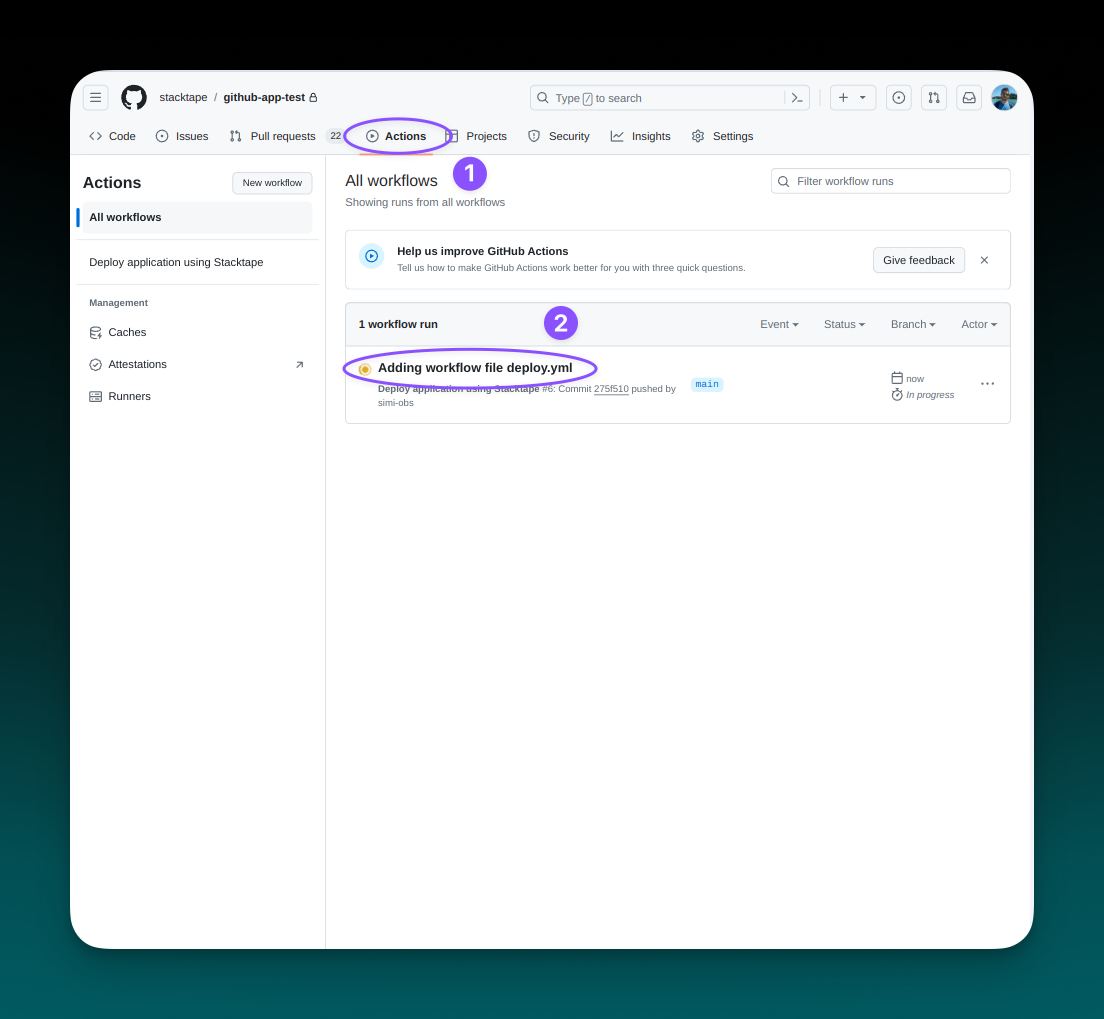 stacktape / github-app-test
Type / to search
Code Issues Pull requests 22 Actions Projects Security Insights Settings
Actions
New workflow
All workflows
Deploy application using Stacktape
Management
Caches
Attestations
Runners
All workflows
1
Showing runs from all workflows
Filter workflow runs
Help us improve GitHub Actions
Tell us how to make GitHub Actions work better for you with three quick questions.
Give feedback
1 workflow run
2
Event Status Branch Actor
Adding workflow file deploy.yml
Deploy application using Stacktape #6: Commit 275f510 pushed by
simi-obs
main
now
In progress